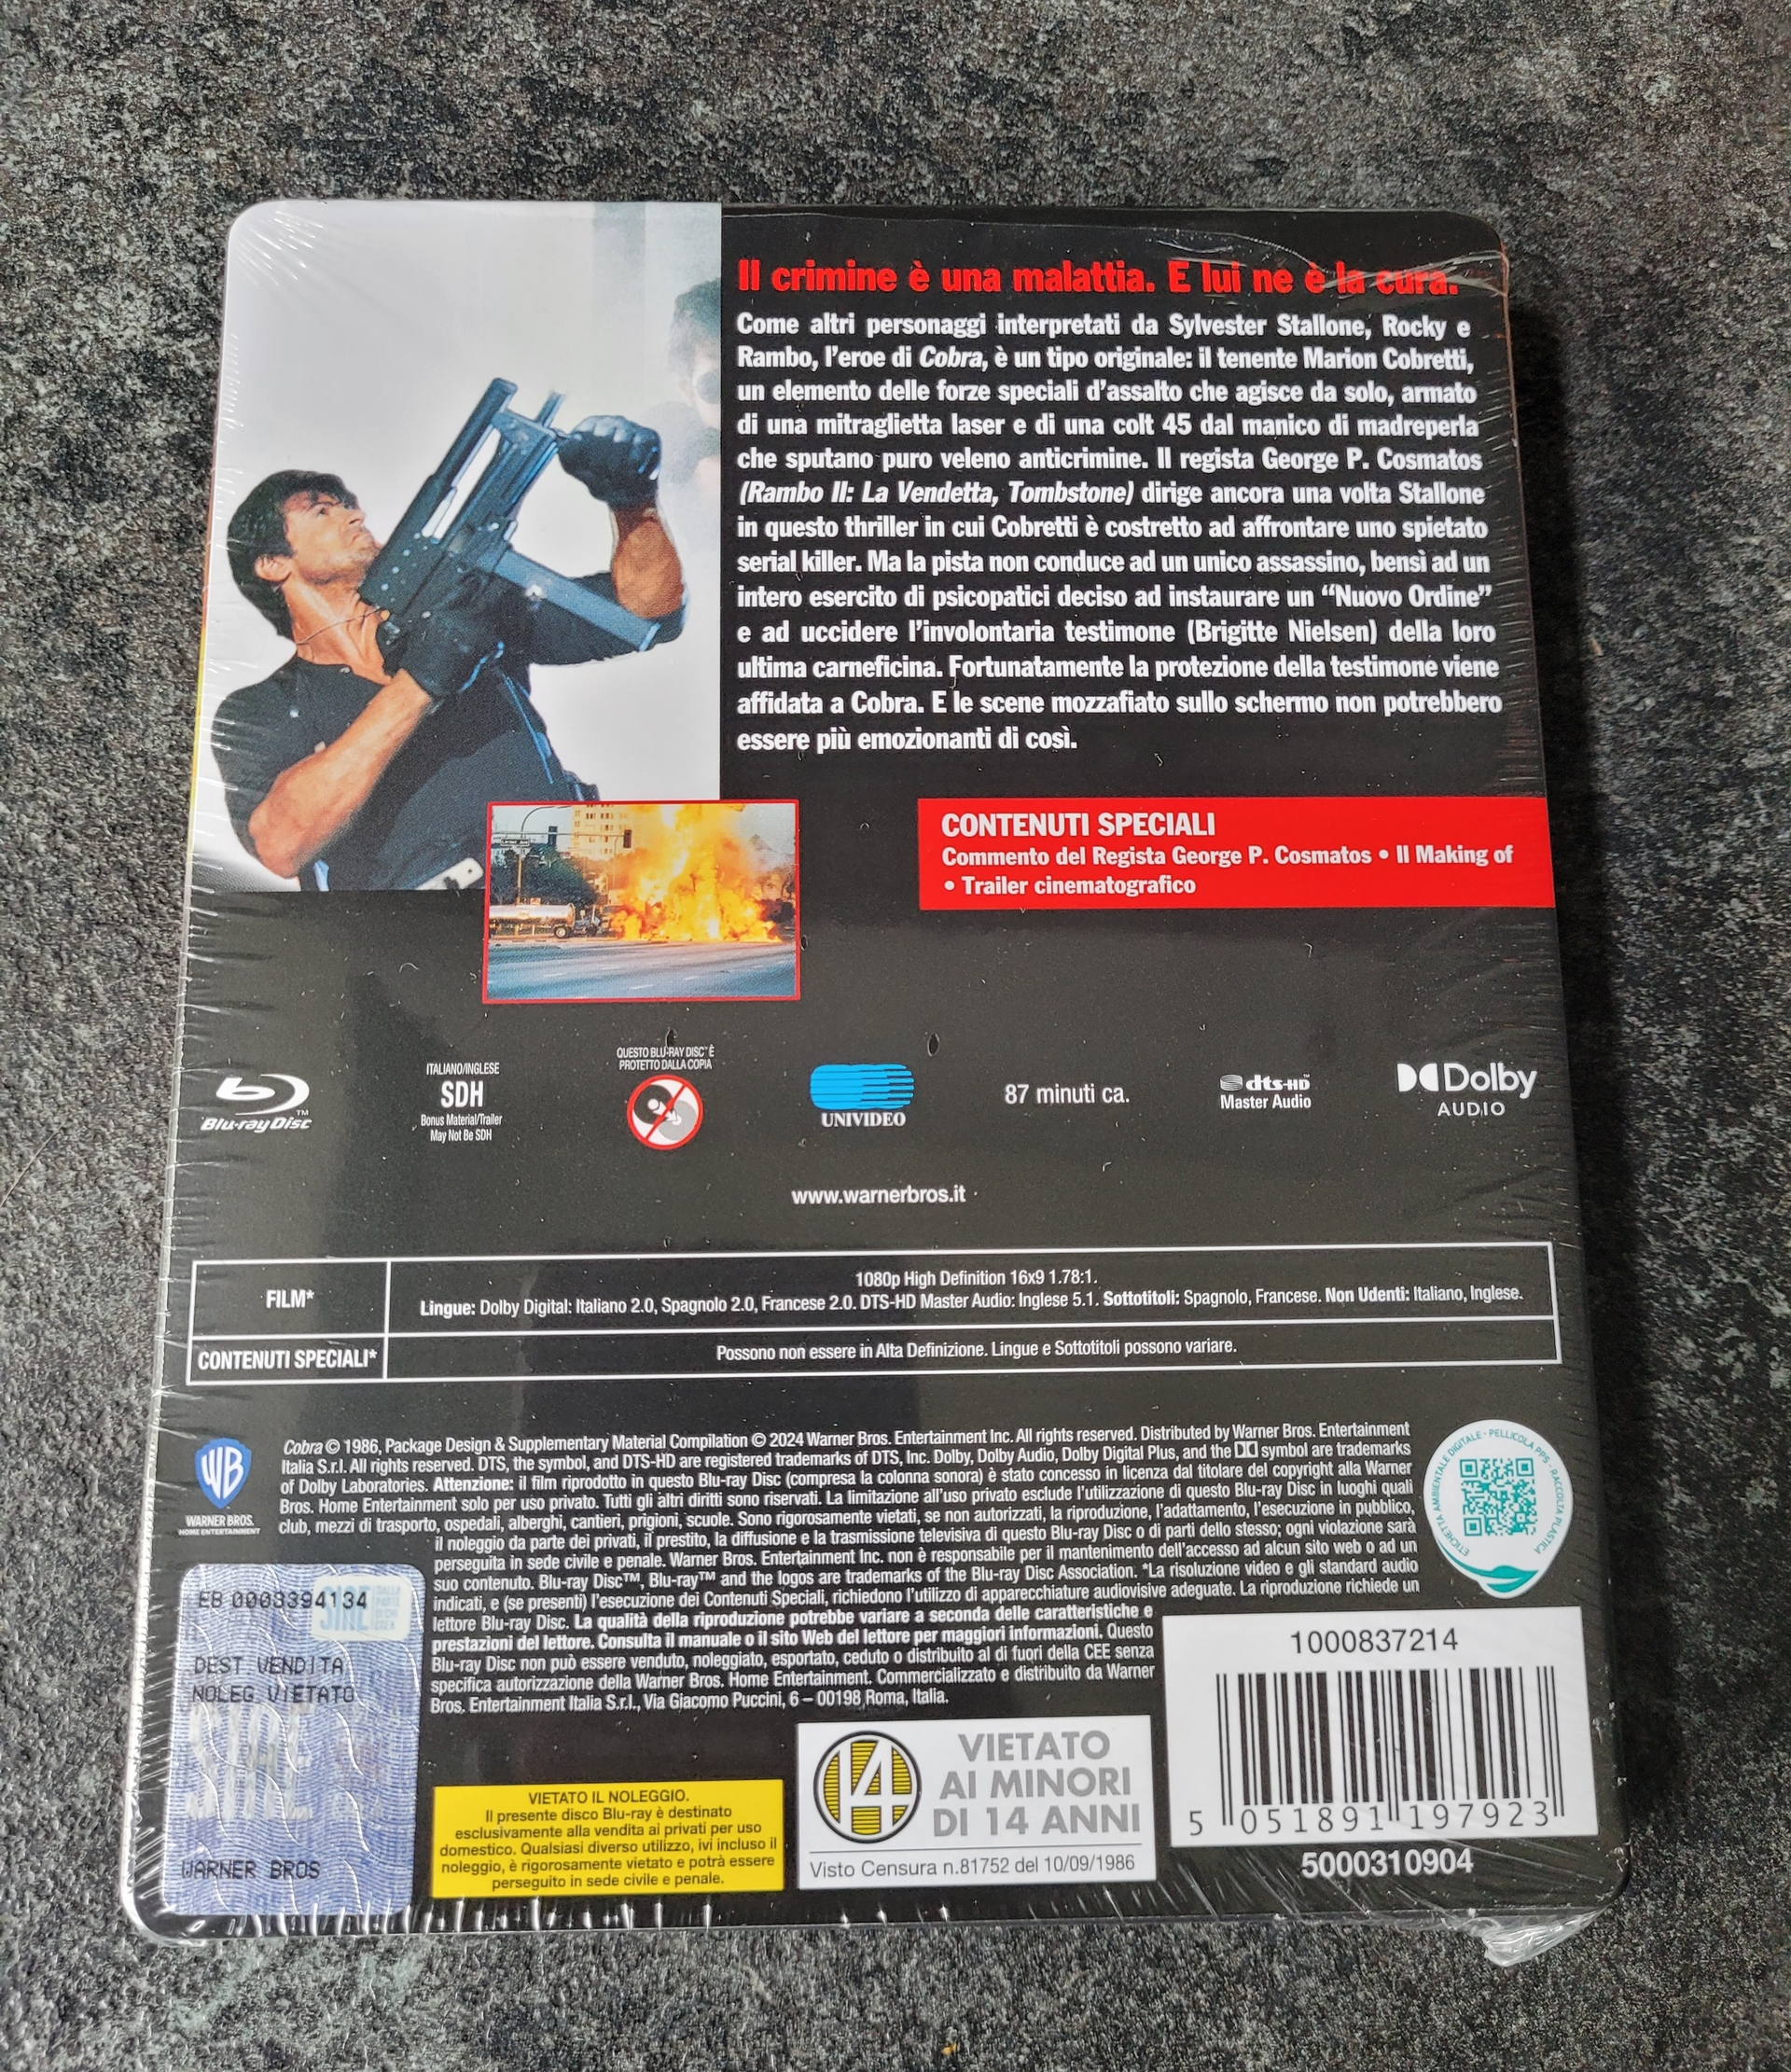 Il crimine è una malattia. E lui ne è la cura.
Come altri personaggi interpretati da Sylvester Stallone, Rocky e
Rambo, l'eroe di Cobra, è un tipo originale: il tenente Marion Cobretti,
un elemento delle forze speciali d'assalto che agisce da solo, armato
di una mitraglietta laser e di una colt 45 dal manico di madreperla
che sputano puro veleno anticrimine. Il regista George P. Cosmatos
(Rambo II: La Vendetta, Tombstone) dirige ancora una volta Stallone
in questo thriller in cui Cobretti è costretto ad affrontare uno spietato
serial killer. Ma la pista non conduce ad un unico assassino, bensì ad un
intero esercito di psicopatici deciso ad instaurare un “Nuovo Ordine”
e ad uccidere l'involontaria testimone (Brigitte Nielsen) della loro
ultima carneficina. Fortunatamente la protezione della testimone viene
affidata a Cobra. E le scene mozzafiato sullo schermo non potrebbero
essere più emozionanti di così.
CONTENUTI SPECIALI
Commento del Regista George P. Cosmatos • Il Making of
• Trailer cinematografico
Blu-ray Disc™
ITALIANO/INGLESE
SDH
Bonus Material/Trailer
May Not Be SDH
QUESTO BLU-RAY DISC™ È
PROTETTO DALLA COPIA
UNIVIDEO
87 minuti ca.
dts-HD™
Master Audio
Dolby
AUDIO
www.warnerbros.it
FILM*
1080p High Definition 16x9 1.78:1.
Lingue: Dolby Digital: Italiano 2.0, Spagnolo 2.0, Francese 2.0. DTS-HD Master Audio: Inglese 5.1. Sottotitoli: Spagnolo, Francese. Non Udenti: Italiano, Inglese.
CONTENUTI SPECIALI*
Possono non essere in Alta Definizione. Lingue e Sottotitoli possono variare.
WB
WARNER BROS.
HOME ENTERTAINMENT
Cobra © 1986, Package Design & Supplementary Material Compilation © 2024 Warner Bros. Entertainment Inc. All rights reserved. Distributed by Warner Bros. Entertainment
Italia S.r.l. All rights reserved. DTS, the symbol, and DTS-HD are registered trademarks of DTS, Inc. Dolby, Dolby Audio, Dolby Digital Plus, and the symbol are trademarks
of Dolby Laboratories. Attenzione: il film riprodotto in questo Blu-ray Disc (compresa la colonna sonora) è stato concesso in licenza dal titolare del copyright alla Warner
Bros. Home Entertainment solo per uso privato. Tutti gli altri diritti sono riservati. La limitazione all'uso privato esclude l'utilizzazione di questo Blu-ray Disc in luoghi quali
club, mezzi di trasporto, ospedali, alberghi, cantieri, prigioni, scuole. Sono rigorosamente vietati, se non autorizzati, la riproduzione, l'adattamento, l'esecuzione in pubblico,
il noleggio da parte dei privati, il prestito, la diffusione e la trasmissione televisiva di questo Blu-ray Disc o di parti dello stesso; ogni violazione sarà
perseguita in sede civile e penale. Warner Bros. Entertainment Inc. non è responsabile per il mantenimento dell'accesso ad alcun sito web o ad un
suo contenuto. Blu-ray Disc™, Blu-ray™ and the logos are trademarks of the Blu-ray Disc Association. *La risoluzione video e gli standard audio
indicati, e (se presenti) l'esecuzione dei Contenuti Speciali, richiedono l'utilizzo di apparecchiature audiovisive adeguate. La riproduzione richiede un
lettore Blu-ray Disc. La qualità della riproduzione potrebbe variare a seconda delle caratteristiche e
prestazioni del lettore. Consulta il manuale o il sito Web del lettore per maggiori informazioni. Questo
Blu-ray Disc non può essere venduto, noleggiato, esportato, ceduto o distribuito al di fuori della CEE senza
specifica autorizzazione della Warner Bros. Home Entertainment. Commercializzato e distribuito da Warner
Bros. Entertainment Italia S.r.l., Via Giacomo Puccini, 6 – 00198 Roma, Italia.
ETICHETTA AMBIENTALE DIGITALE - PELLICOLA PP5 - RACCOLTA PLASTICA
EB 0003394134
SIAE DALLA PARTE DI CHI CREA
DEST VENDITA
NOLEG VIETATO
SIAE
WARNER BROS
VIETATO IL NOLEGGIO.
Il presente disco Blu-ray è destinato
esclusivamente alla vendita ai privati per uso
domestico. Qualsiasi diverso utilizzo, ivi incluso il
noleggio, è rigorosamente vietato e potrà essere
perseguito in sede civile e penale.
14
VIETATO
AI MINORI
DI 14 ANNI
Visto Censura n.81752 del 10/09/1986
1000837214
5 051891 197923
5000310904